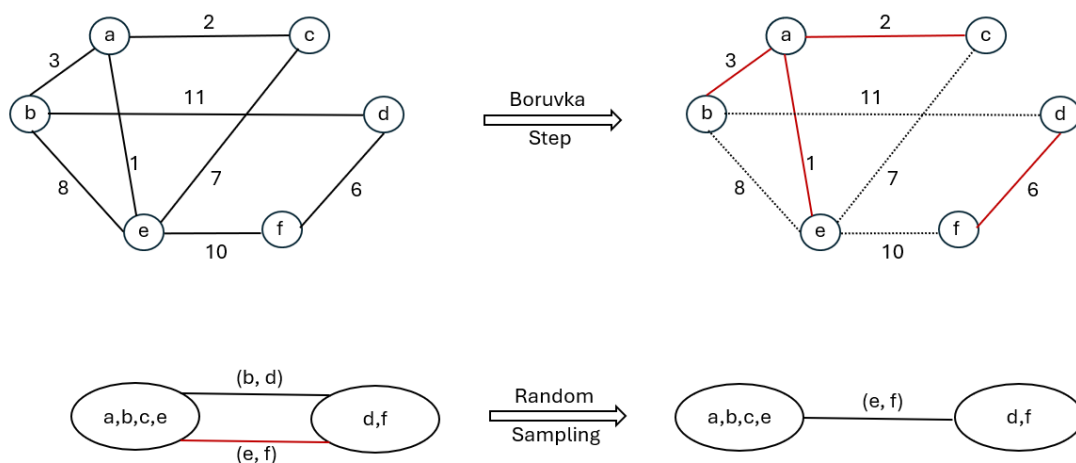 2
a
c
3
11
b
d
1
7
8
6
e
f
10
Boruvka
Step
2
a
c
3
11
b
d
1
7
8
6
e
f
10
(b, d)
a,b,c,e
d,f
(e, f)
Random
Sampling
(e, f)
a,b,c,e
d,f